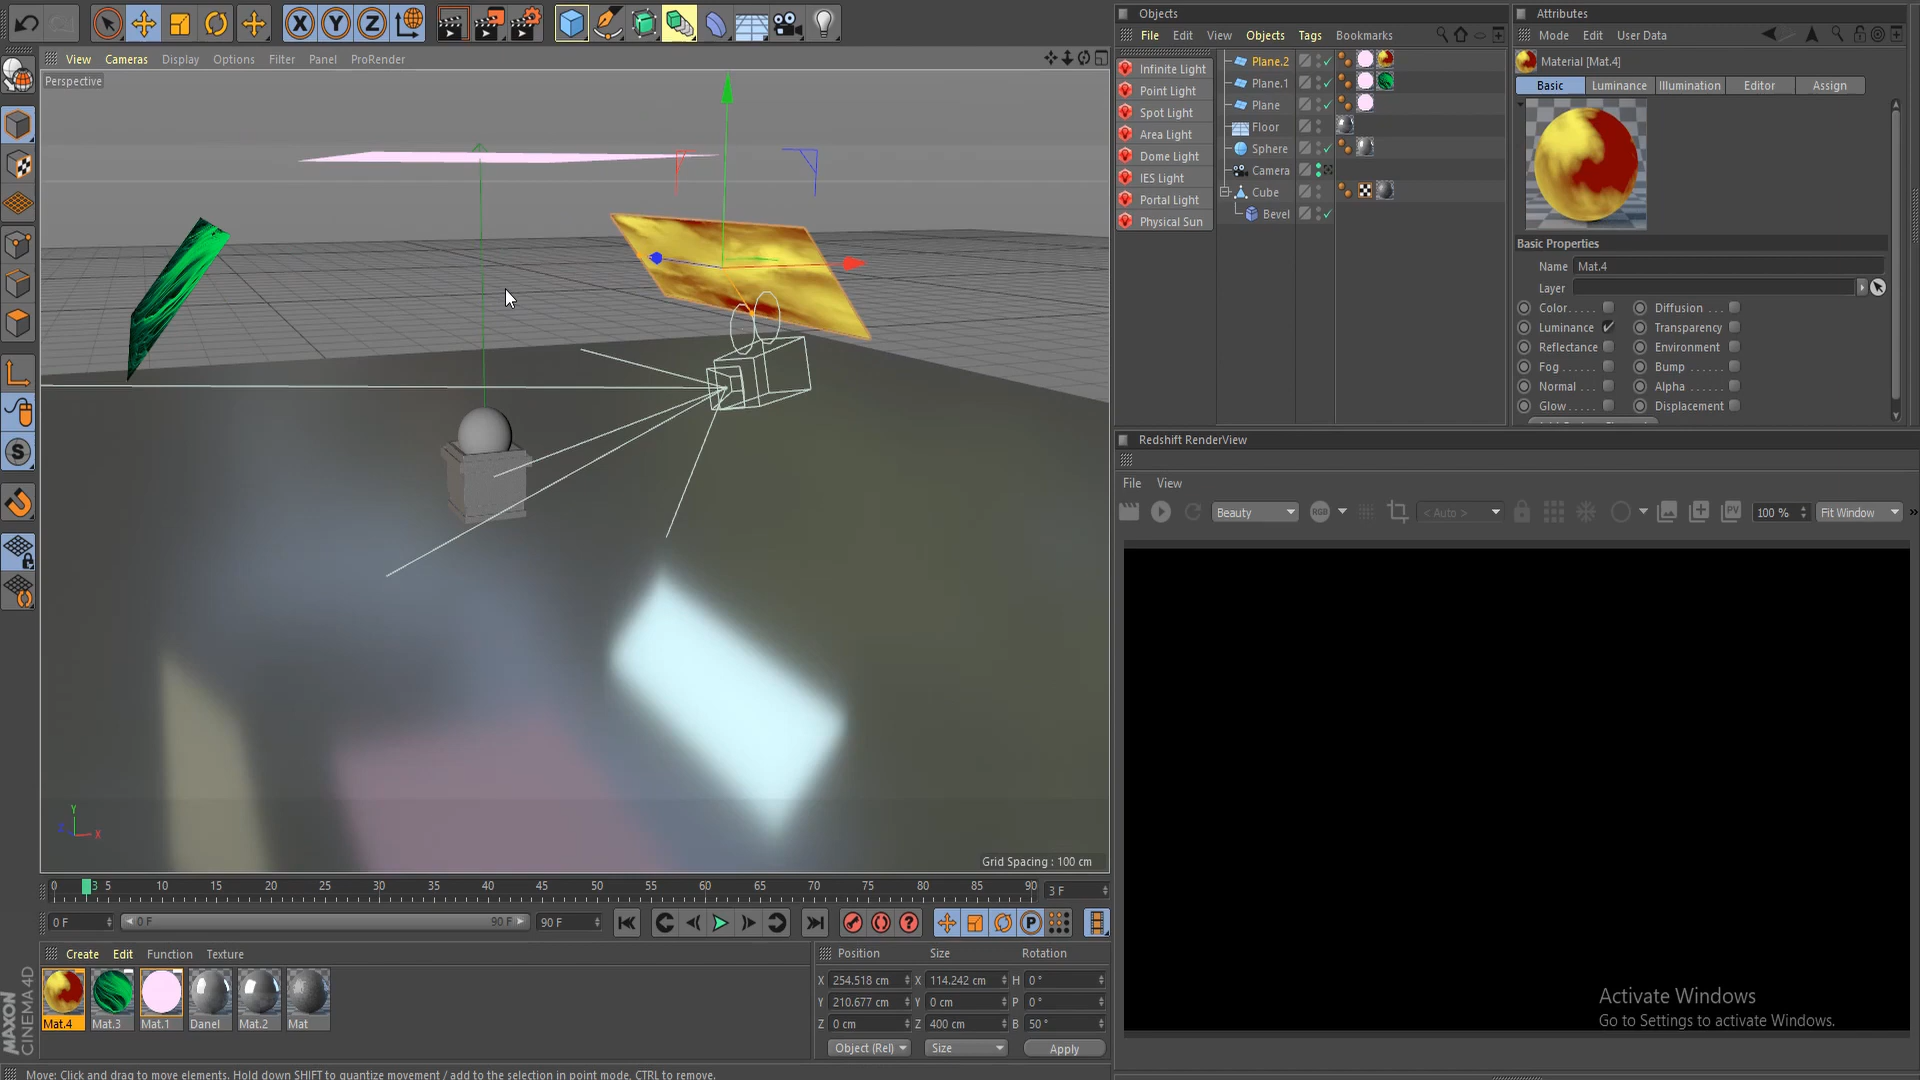 View Cameras Display Options Filter Panel ProRender
Perspective
Grid Spacing : 100 cm
Y
X
0 3 5 10 15 20 25 30 35 40 45 50 55 60 65 70 75 80 85 90 3 F
0 F 0 F 90 F 90 F
Create Edit Function Texture
Mat.4 Mat.3 Mat.1 Danel Mat.2 Mat
MAXON
CINEMA 4D
Position Size Rotation
X 254.518 cm X 114.242 cm H 0 °
Y 210.677 cm Y 0 cm P 0 °
Z 0 cm Z 400 cm B 50 °
Object (Rel) Size Apply
Move: Click and drag to move elements. Hold down SHIFT to quantize movement / add to the selection in point mode, CTRL to remove.
Objects
File Edit View Objects Tags Bookmarks
Infinite Light
Point Light
Spot Light
Area Light
Dome Light
IES Light
Portal Light
Physical Sun
Plane.2
Plane.1
Plane
Floor
Sphere
Camera
Cube
Bevel
Attributes
Mode Edit User Data
Material [Mat.4]
Basic Luminance Illumination Editor Assign
Basic Properties
Name Mat.4
Layer
Color..... Diffusion ...
Luminance Transparency
Reflectance Environment
Fog...... Bump ......
Normal .... Alpha ......
Glow..... Displacement
Redshift RenderView
File View
Beauty RGB < Auto > PV 100 % Fit Window »
Activate Windows
Go to Settings to activate Windows.